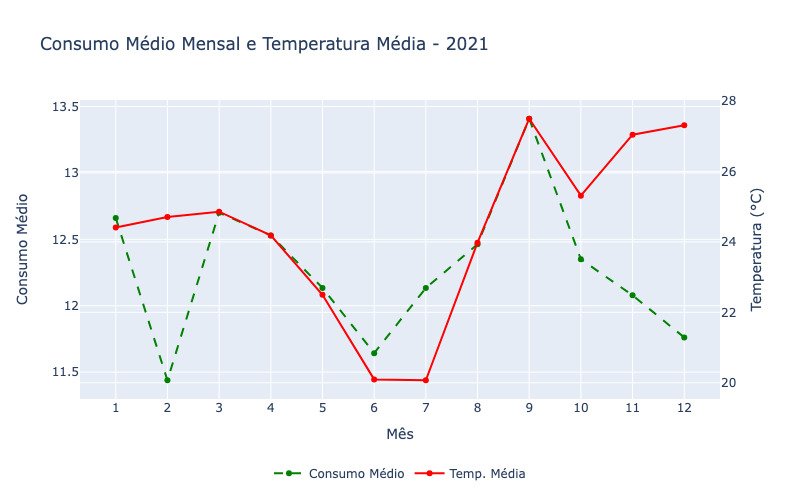 Consumo Médio Mensal e Temperatura Média - 2021
13.5
13
12.5
12
11.5
Consumo Médio
28
26
24
22
20
Temperatura (°C)
1 2 3 4 5 6 7 8 9 10 11 12
Mês
Consumo Médio Temp. Média